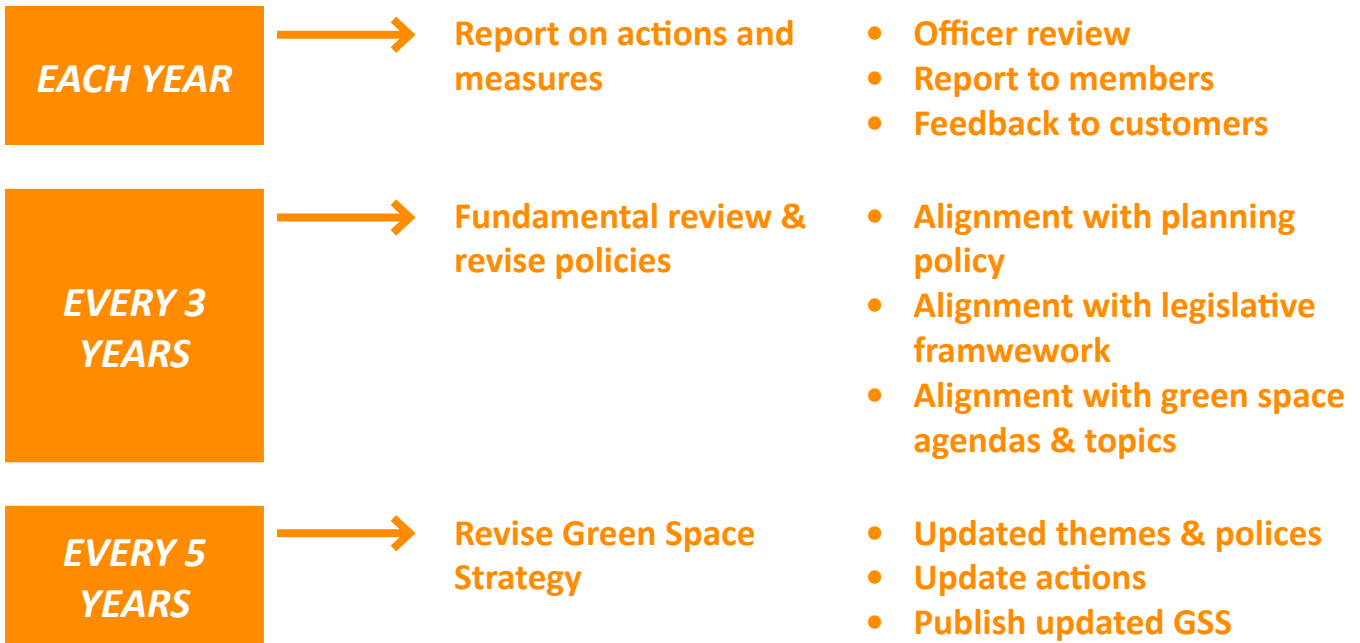 EACH YEAR
Report on actions and
measures
• Officer review
• Report to members
• Feedback to customers
EVERY 3
YEARS
Fundamental review &
revise policies
• Alignment with planning
policy
• Alignment with legislative
framwework
• Alignment with green space
agendas & topics
EVERY 5
YEARS
Revise Green Space
Strategy
• Updated themes & polices
• Update actions
• Publish updated GSS